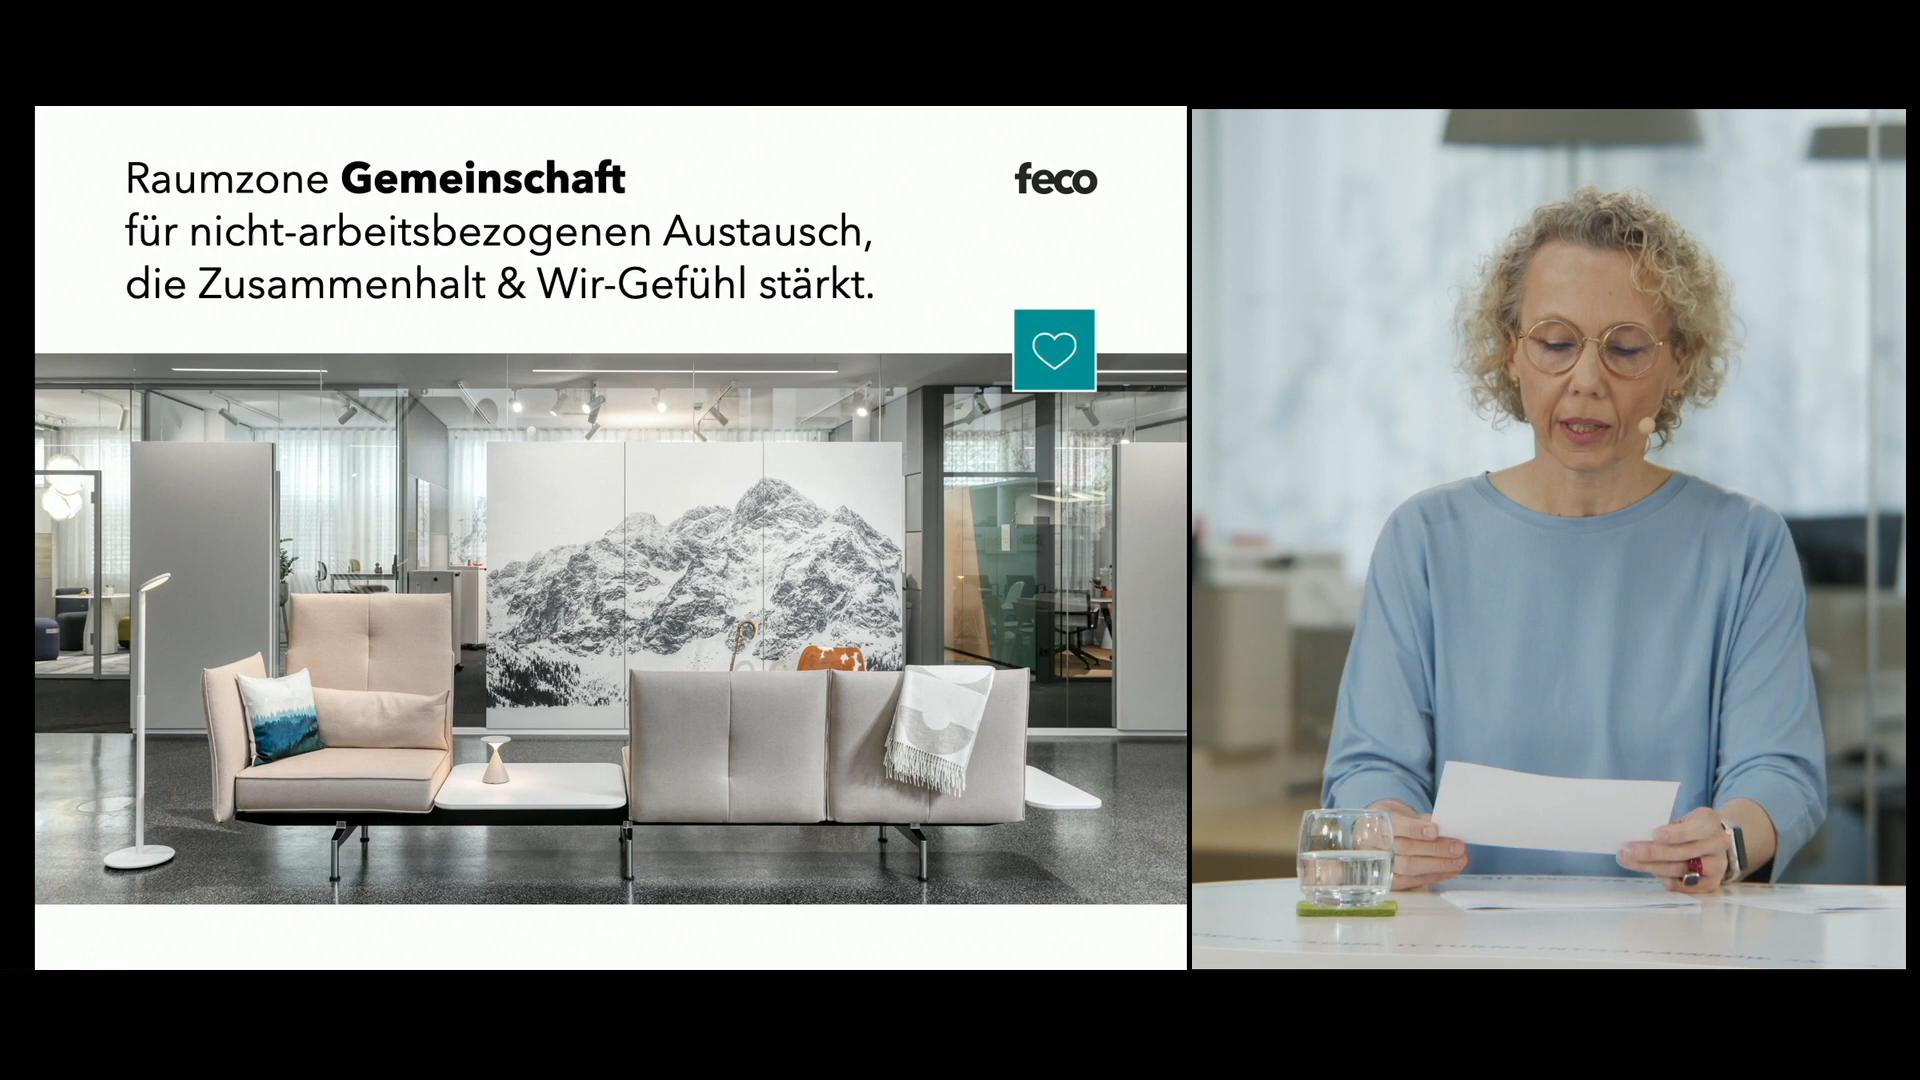 Raumzone Gemeinschaft
für nicht-arbeitsbezogenen Austausch,
die Zusammenhalt & Wir-Gefühl stärkt.
feco